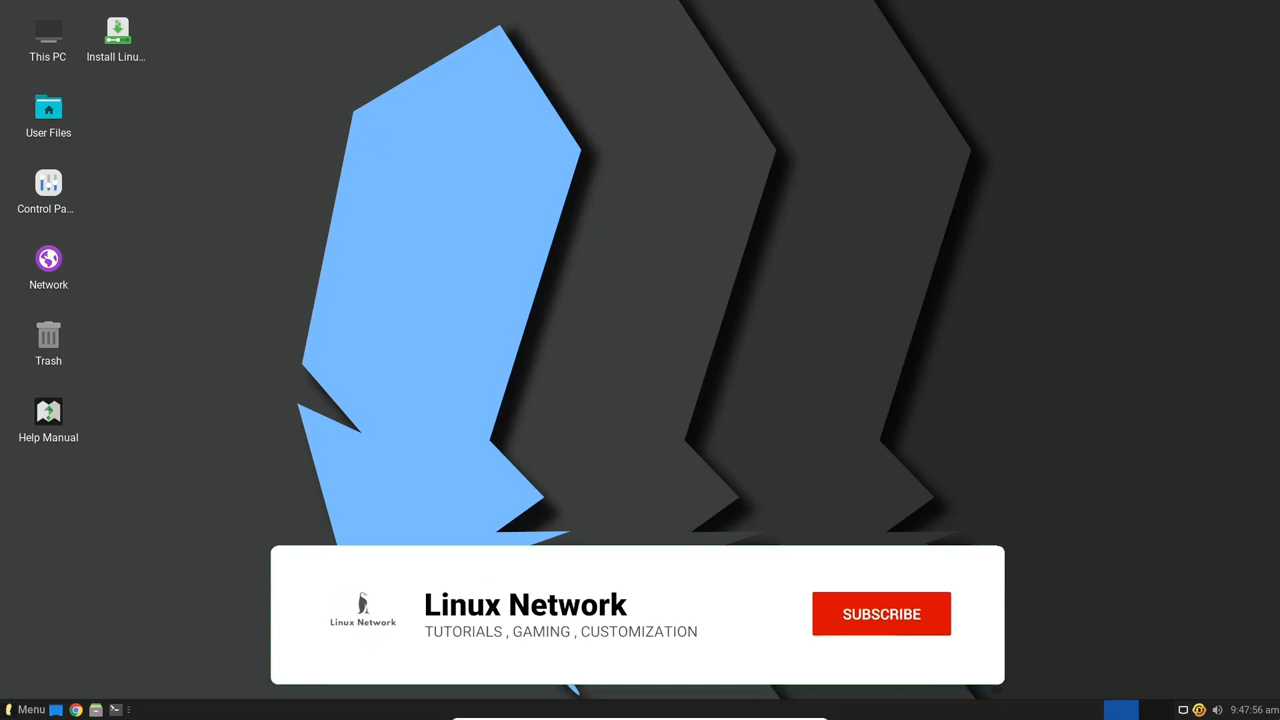 This PC
Install Linu...
User Files
Control Pa...
Network
Trash
Help Manual
Linux Network
Linux Network
TUTORIALS , GAMING , CUSTOMIZATION
SUBSCRIBE
Menu
9:47:56 am